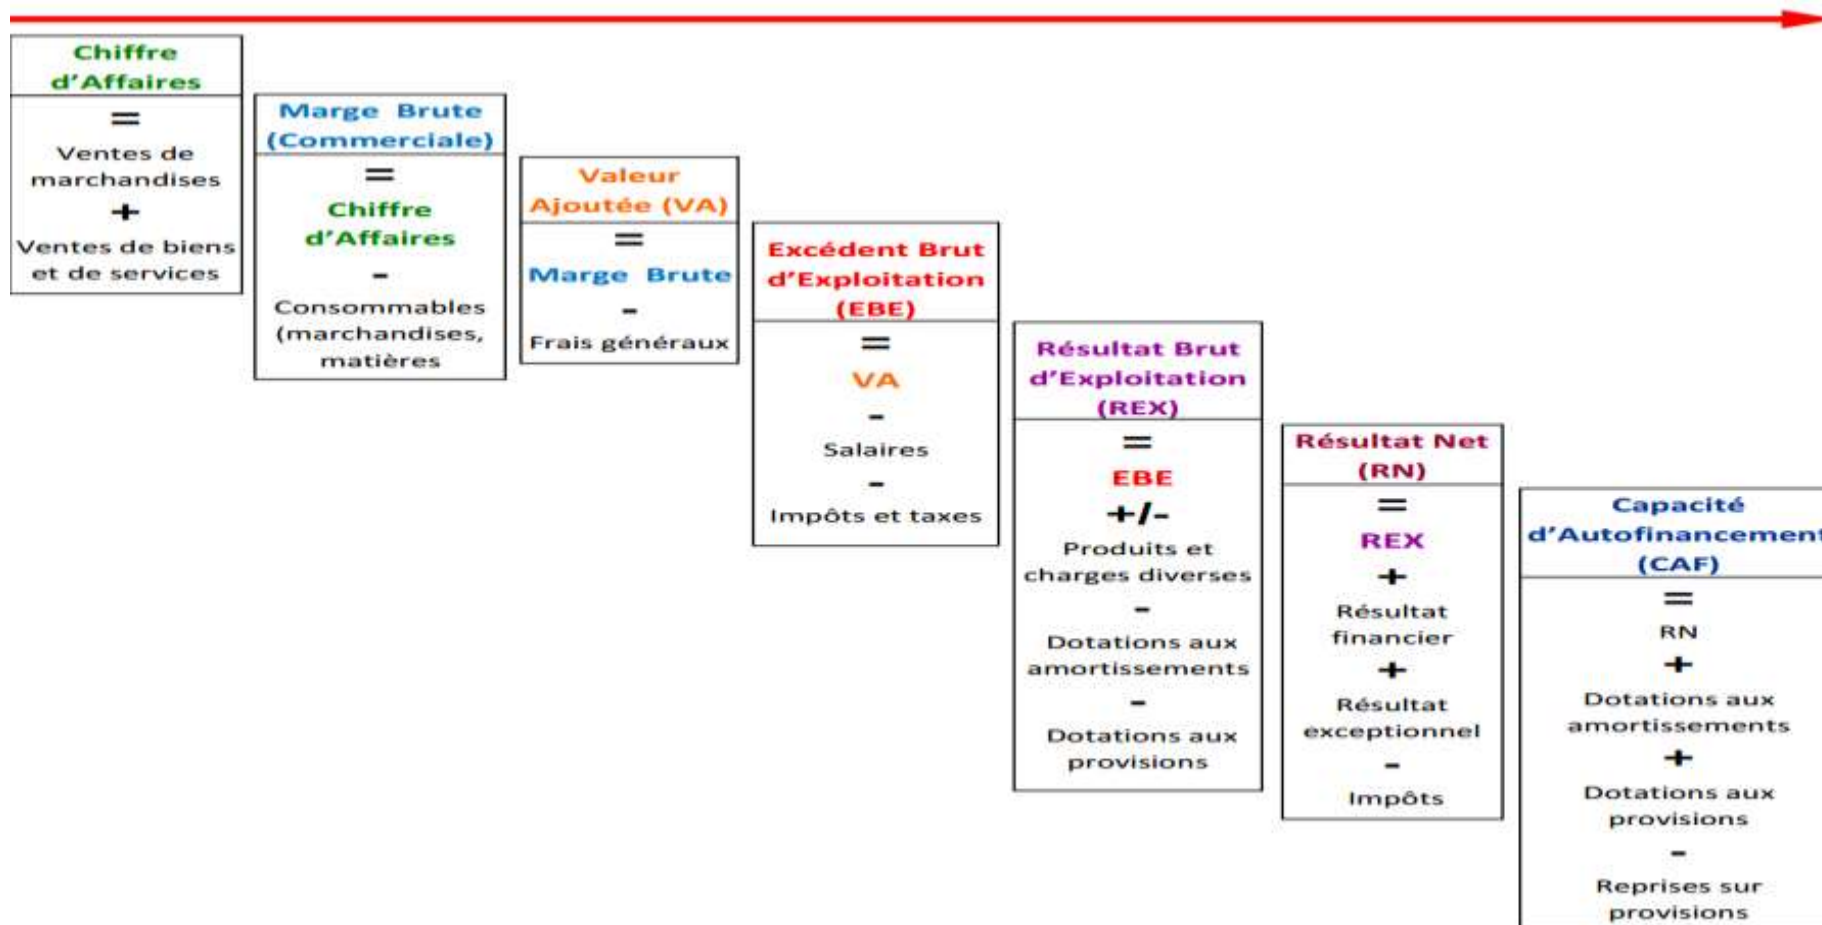 Chiffre
d'Affaires
=
Ventes de
marchandises
+
Ventes de biens
et de services
Marge Brute
(Commerciale)
=
Chiffre
d'Affaires
-
Consommables
(marchandises,
matières
Valeur
Ajoutée (VA)
=
Marge Brute
-
Frais généraux
Excédent Brut
d'Exploitation
(EBE)
=
VA
-
Salaires
-
Impôts et taxes
Résultat Brut
d'Exploitation
(REX)
=
EBE
+/-
Produits et
charges diverses
-
Dotations aux
amortissements
-
Dotations aux
provisions
Résultat Net
(RN)
=
REX
+
Résultat
financier
+
Résultat
exceptionnel
-
Impôts
Capacité
d'Autofinancement
(CAF)
=
RN
+
Dotations aux
amortissements
+
Dotations aux
provisions
-
Reprises sur
provisions